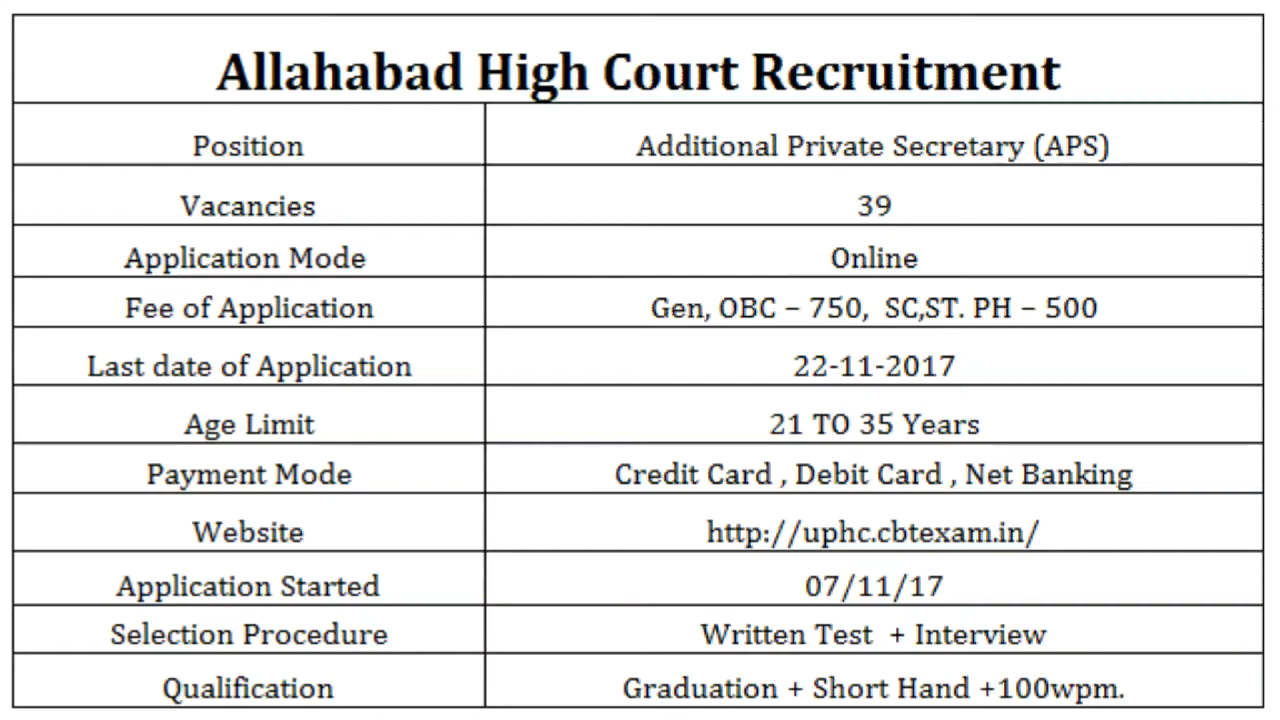 Allahabad High Court Recruitment
Position Additional Private Secretary (APS)
Vacancies 39
Application Mode Online
Fee of Application Gen, OBC – 750,  SC,ST. PH – 500
Last date of Application 22-11-2017
Age Limit 21 TO 35 Years
Payment Mode Credit Card , Debit Card , Net Banking
Website http://uphc.cbtexam.in/
Application Started 07/11/17
Selection Procedure Written Test  + Interview
Qualification Graduation + Short Hand +100wpm.